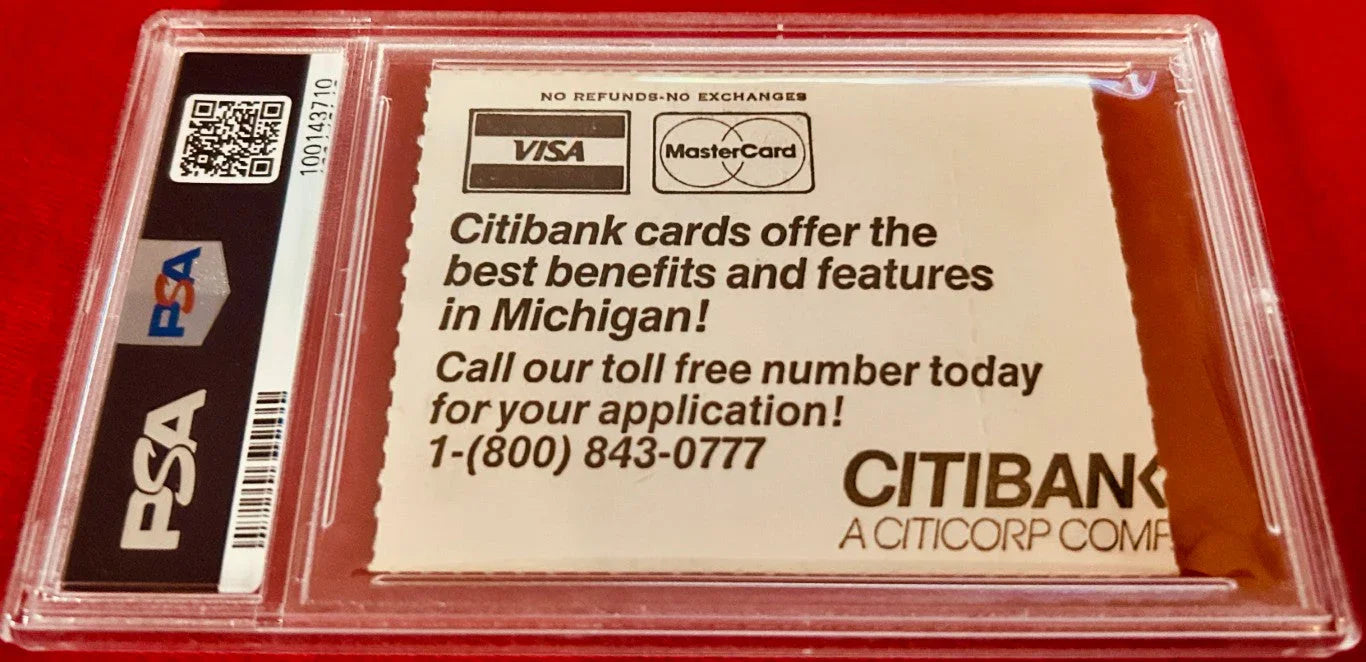 100143710
PSA
PSA
NO REFUNDS-NO EXCHANGES
VISA
MasterCard
Citibank cards offer the
best benefits and features
in Michigan!
Call our toll free number today
for your application!
1-(800) 843-0777
CITIBANK
A CITICORP COMP